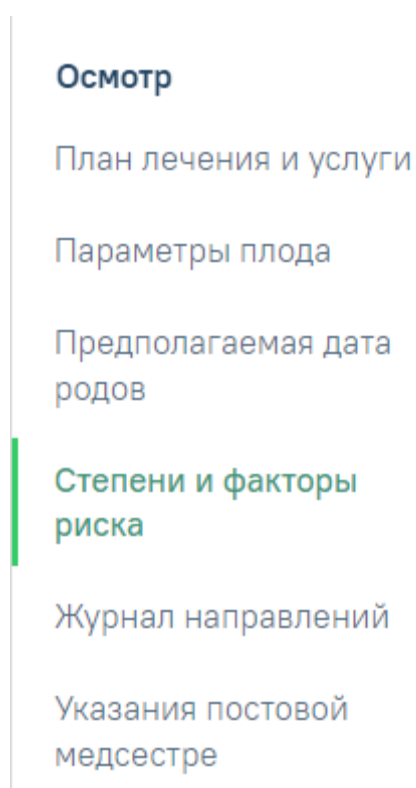 Осмотр
План лечения и услуги
Параметры плода
Предполагаемая дата
родов
Степени и факторы
риска
Журнал направлений
Указания постовой
медсестре